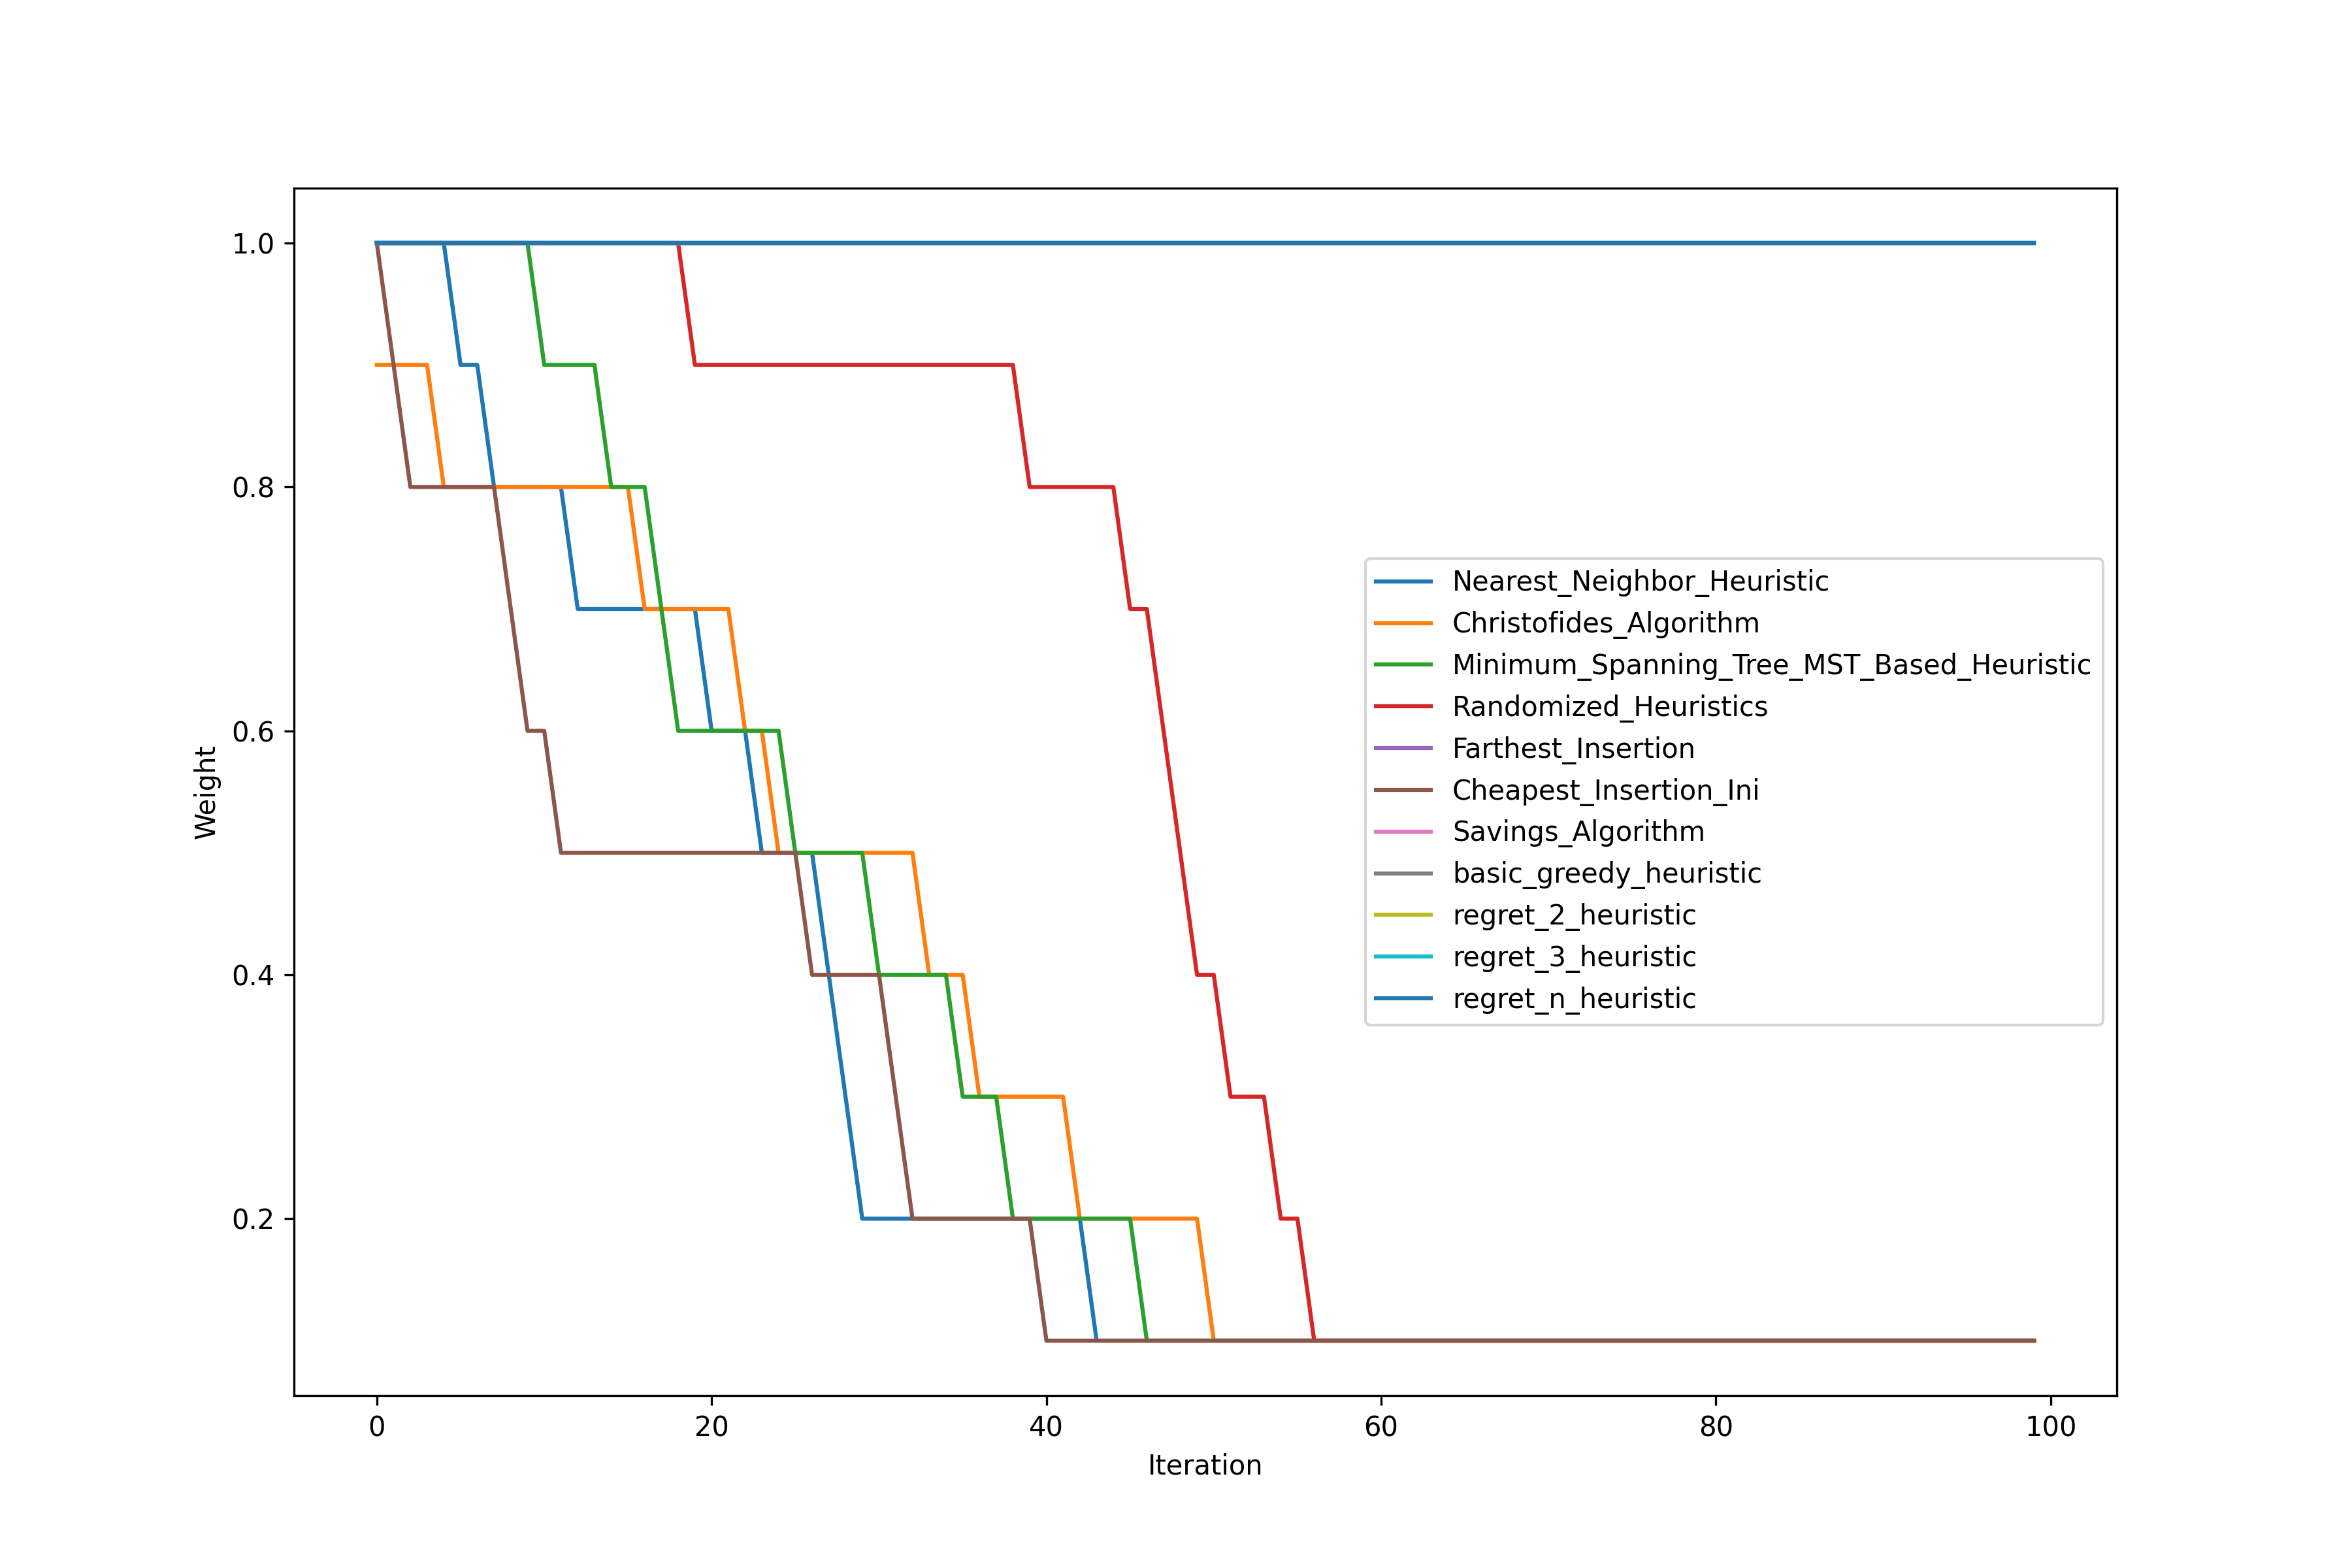 1.0
0.8
0.6
0.4
0.2
Weight
Nearest_Neighbor_Heuristic
Christofides_Algorithm
Minimum_Spanning_Tree_MST_Based_Heuristic
Randomized_Heuristics
Farthest_Insertion
Cheapest_Insertion_Ini
Savings_Algorithm
basic_greedy_heuristic
regret_2_heuristic
regret_3_heuristic
regret_n_heuristic
0 20 40 60 80 100
Iteration